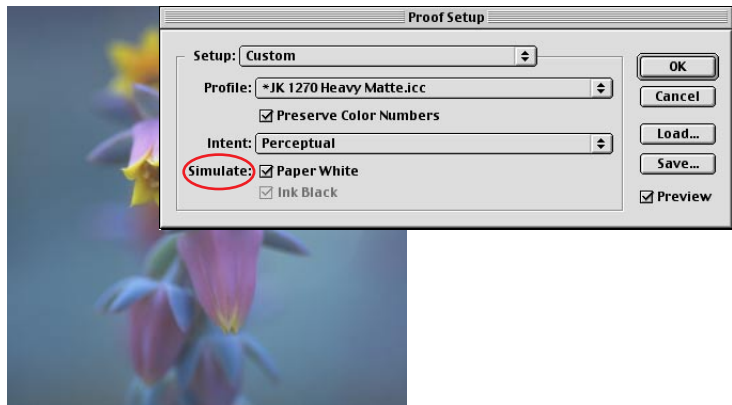 Proof Setup
Setup: Custom
Profile: *JK 1270 Heavy Matte.icc
Preserve Color Numbers
Intent: Perceptual
Simulate: Paper White
Ink Black
OK
Cancel
Load...
Save...
Preview